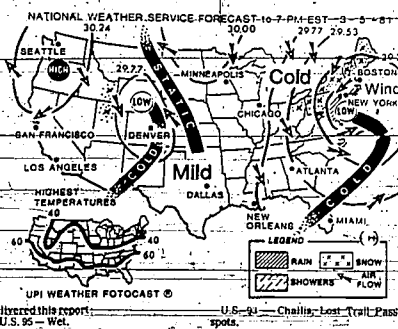 NATIONAL WEATHER SERVICE FORECAST to 7 PM EST 3-5-81
30.24
30.00
29.77
29.53
SEATTLE
HIGH
29.77
STATIC
MINNEAPOLIS
Cold
BOSTON
Wind
NEW YORK
LOW
LOW
CHICAGO
SAN FRANCISCO
DENVER
COLD
LOS ANGELES
Mild
ATLANTA
COLD
DALLAS
HIGHEST
TEMPERATURES
NEW
ORLEANS
MIAMI
40
60
40
60
LEGEND
RAIN
SNOW
SHOWERS
AIR
FLOW
UPI WEATHER FOTOCAST ®
livered this report:
U.S. 95 — Wet.
U.S. 93 — Challis, Lost Trail Pass
spots.